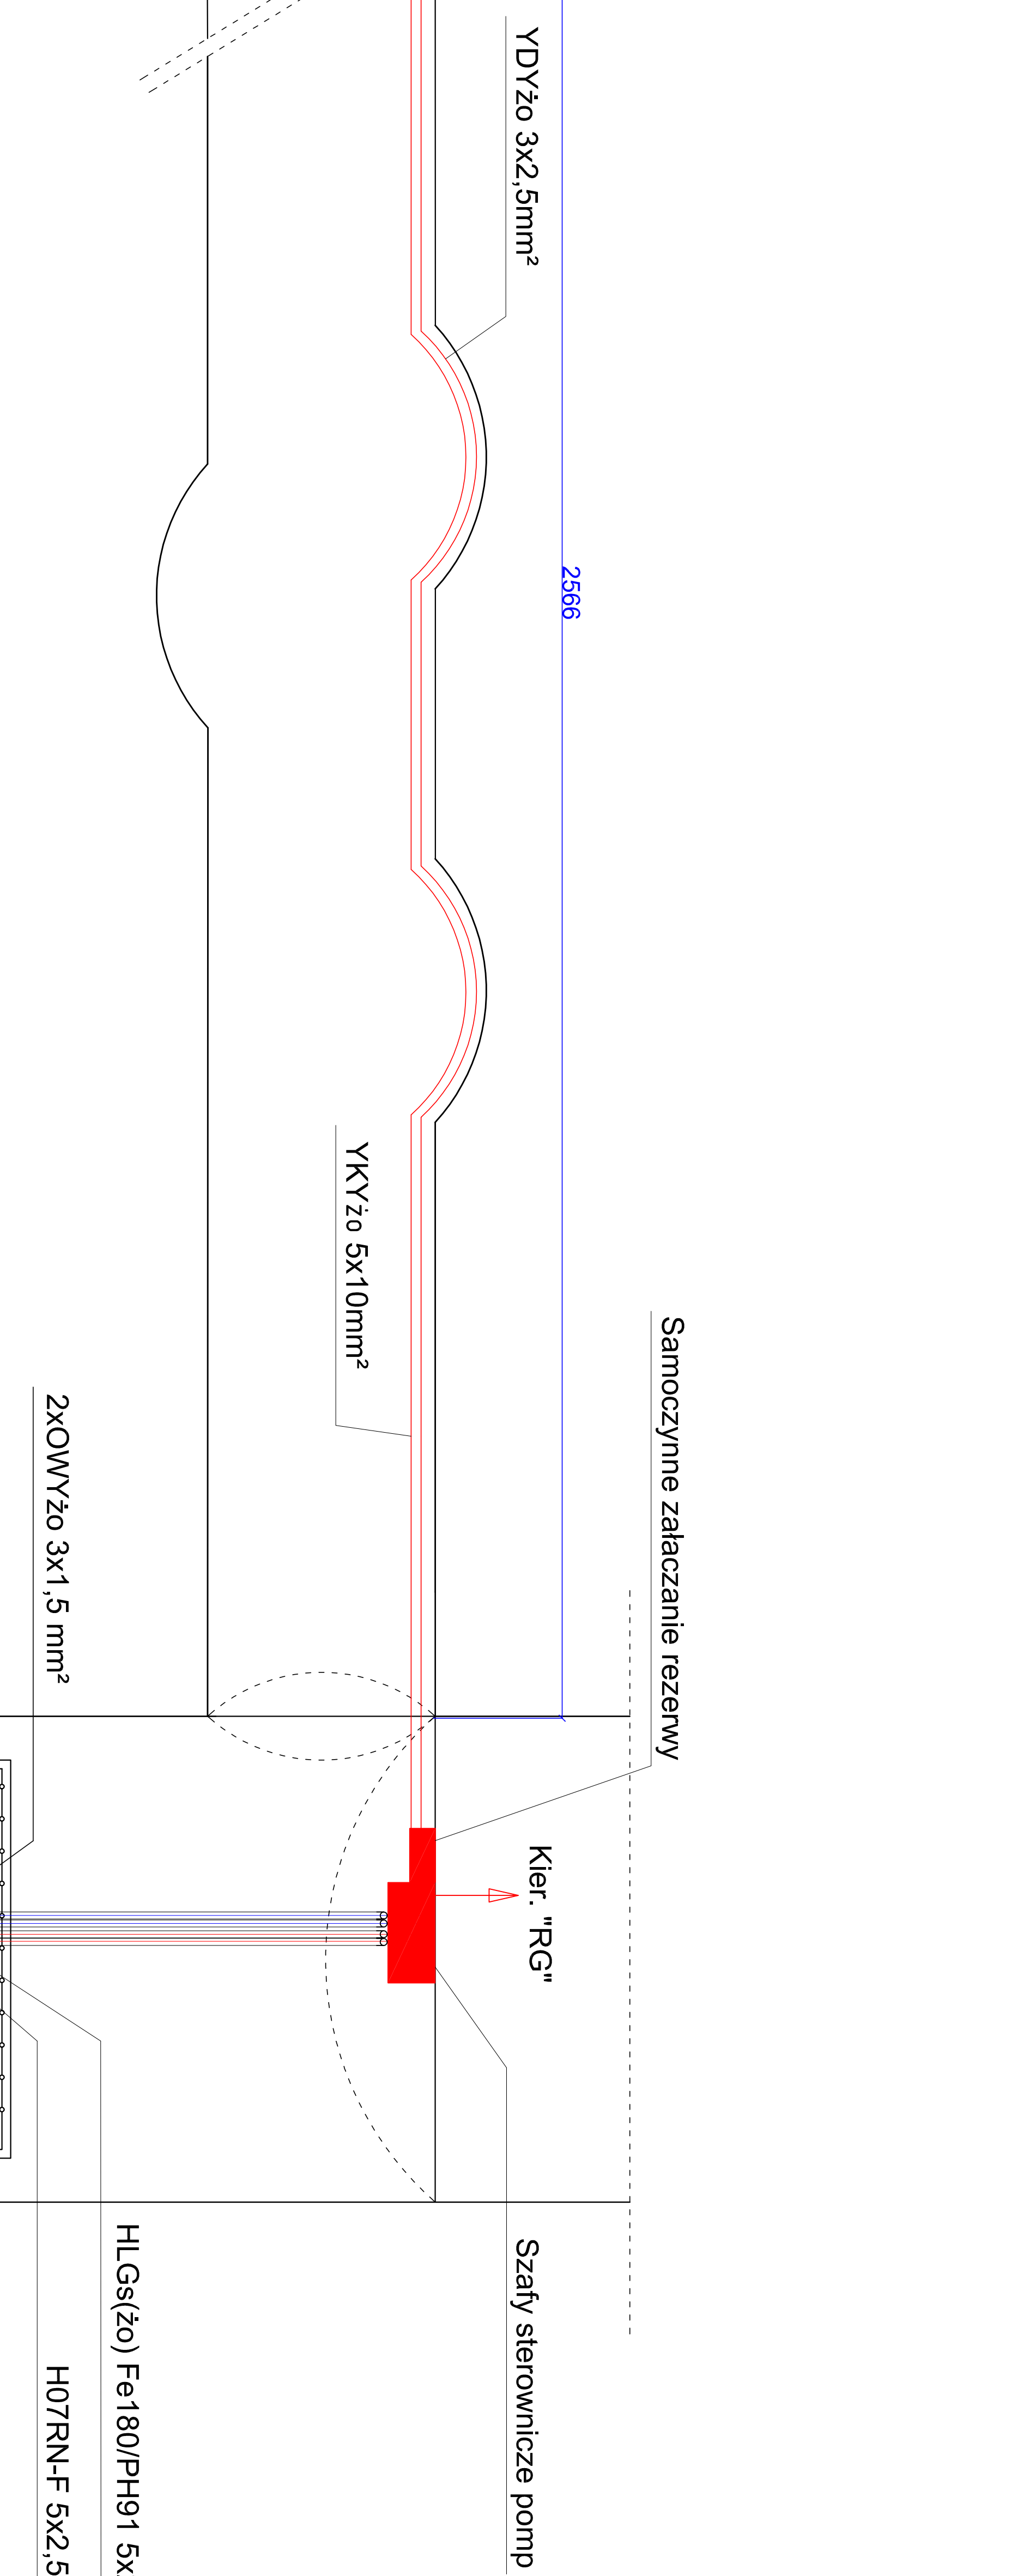 Samoczynne załaczanie rezerwy
2566
YDYżo 3x2,5mm²
Kier. "RG"
Szafy sterownicze pomp
YKYżo 5x10mm²
HLGs(żo) Fe180/PH91 5x
2xOWYżo 3x1,5 mm²
H07RN-F 5x2,5